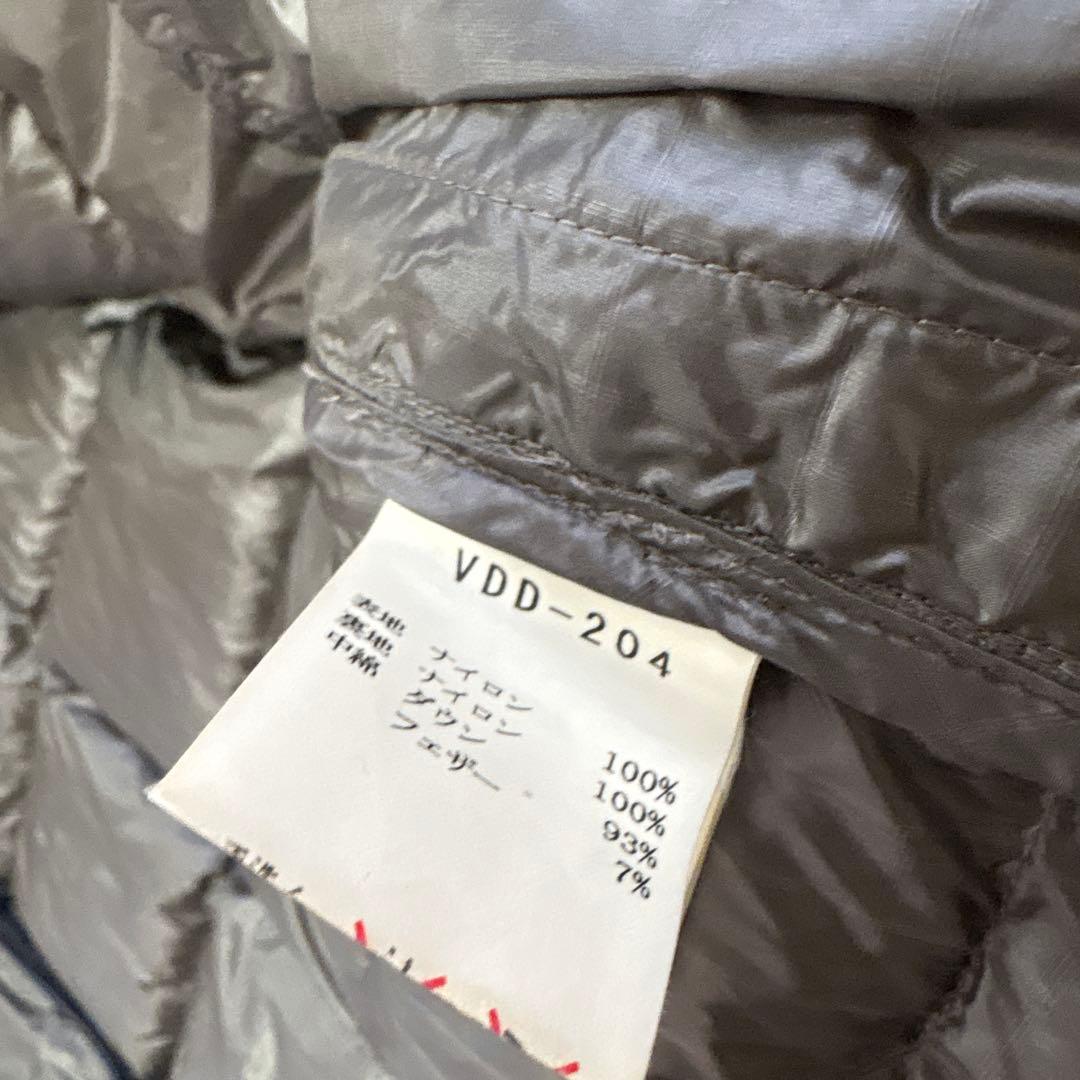 VDD-204
表地 ナイロン 100%
裏地 ナイロン 100%
中綿 ダウン 93%
フェザー 7%